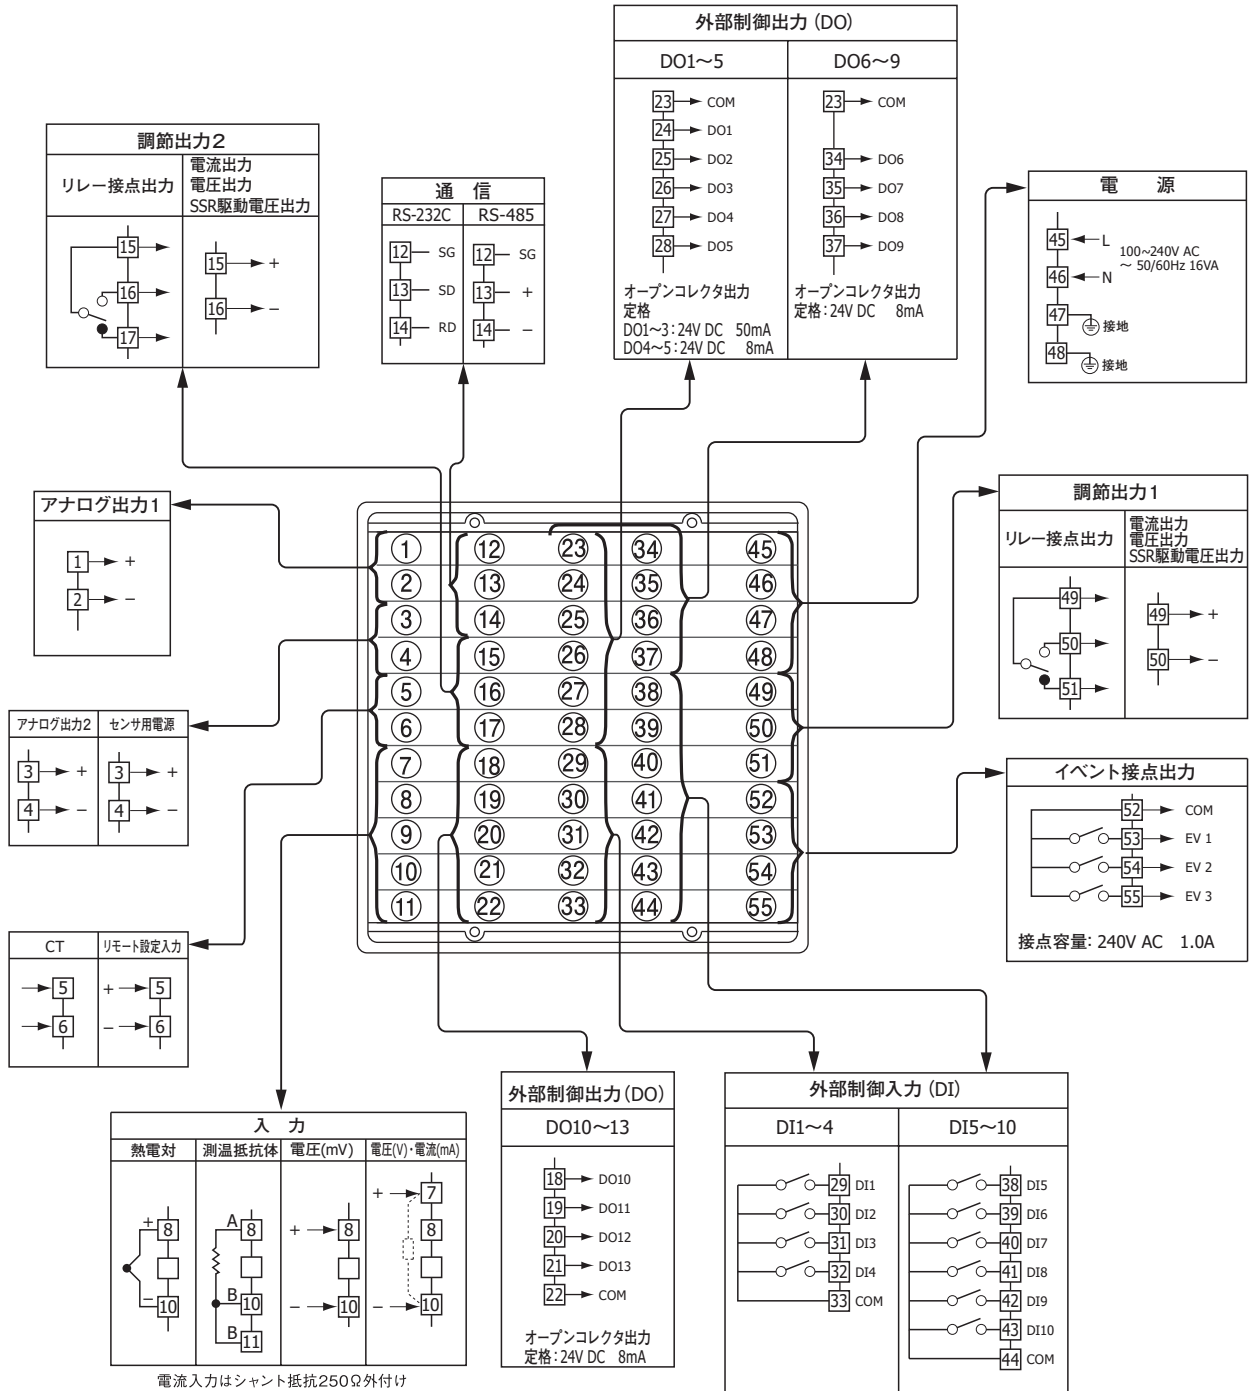 外部制御出力 (DO)
DO1～5
DO6～9
23 COM
24 DO1
25 DO2
26 DO3
27 DO4
28 DO5
オープンコレクタ出力
定格
DO1～3：24V DC 50mA
DO4～5：24V DC 8mA
23 COM
34 DO6
35 DO7
36 DO8
37 DO9
オープンコレクタ出力
定格：24V DC 8mA
調節出力2
リレー接点出力
電流出力
電圧出力
SSR駆動電圧出力
15
16
17
15 +
16 −
通 信
RS-232C
RS-485
12 SG
13 SD
14 RD
12 SG
13 +
14 −
電 源
45 L
46 N
100~240V AC
～ 50/60Hz 16VA
47 接地
48 接地
アナログ出力1
1 +
2 −
アナログ出力2
センサ用電源
3 +
4 −
3 +
4 −
CT
リモート設定入力
5
6
+ 5
− 6
1 12 23 34 45
2 13 24 35 46
3 14 25 36 47
4 15 26 37 48
5 16 27 38 49
6 17 28 39 50
7 18 29 40 51
8 19 30 41 52
9 20 31 42 53
10 21 32 43 54
11 22 33 44 55
調節出力1
リレー接点出力
電流出力
電圧出力
SSR駆動電圧出力
49
50
51
49 +
50 −
イベント接点出力
52 COM
53 EV 1
54 EV 2
55 EV 3
接点容量: 240V AC 1.0A
入 力
熱電対
測温抵抗体
電圧(mV)
電圧(V)・電流(mA)
+ 8
− 10
A 8
B 10
B 11
+ 8
− 10
+ 7
8
− 10
電流入力はシャント抵抗250Ω外付け
外部制御出力(DO)
DO10～13
18 DO10
19 DO11
20 DO12
21 DO13
22 COM
オープンコレクタ出力
定格：24V DC 8mA
外部制御入力 (DI)
DI1～4
DI5～10
29 DI1
30 DI2
31 DI3
32 DI4
33 COM
38 DI5
39 DI6
40 DI7
41 DI8
42 DI9
43 DI10
44 COM